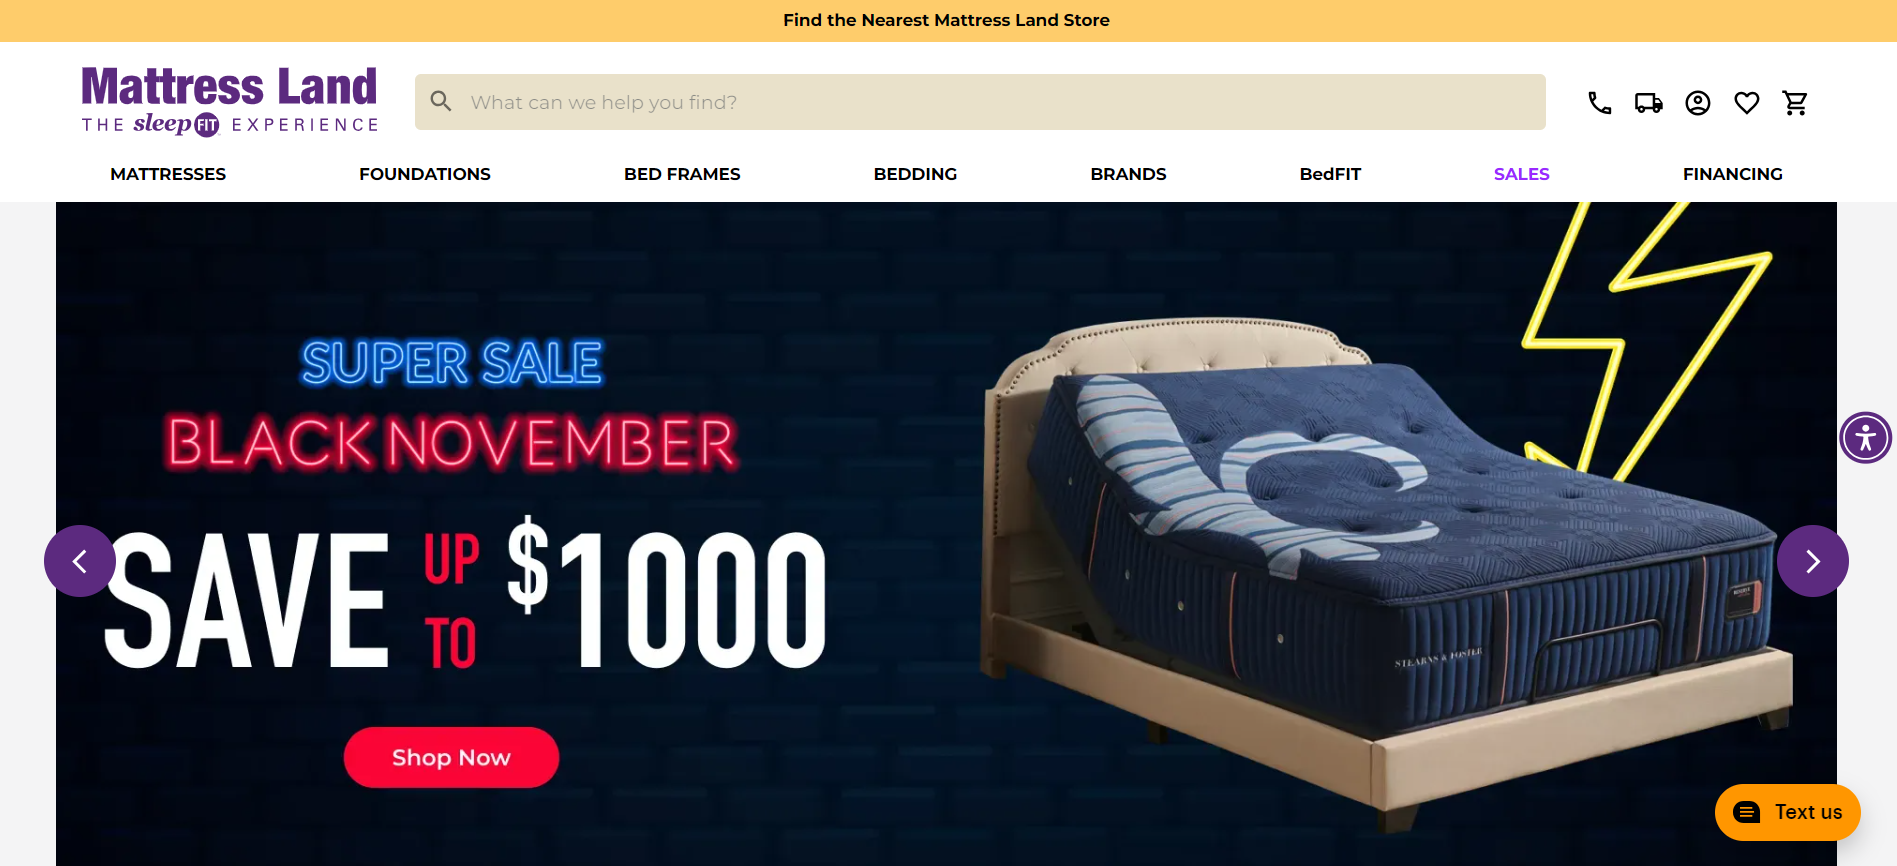 Find the Nearest Mattress Land Store
Mattress Land
THE sleep FIT EXPERIENCE
What can we help you find?
MATTRESSES FOUNDATIONS BED FRAMES BEDDING BRANDS BedFIT SALES FINANCING
SUPER SALE
BLACK NOVEMBER
SAVE UP TO $1000
Shop Now
STEARNS & FOSTER
RESERVE
Text us